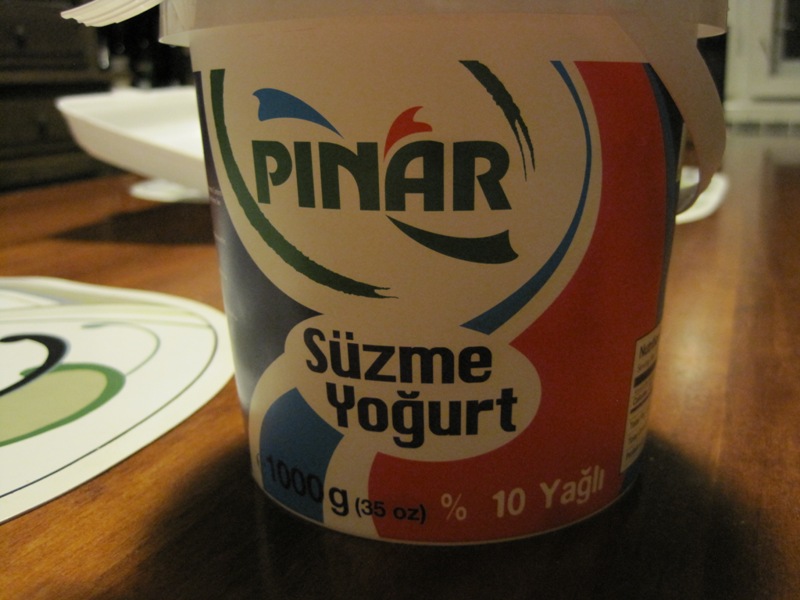 PINAR
Süzme
Yoğurt
1000 g (35 oz) % 10 Yağlı